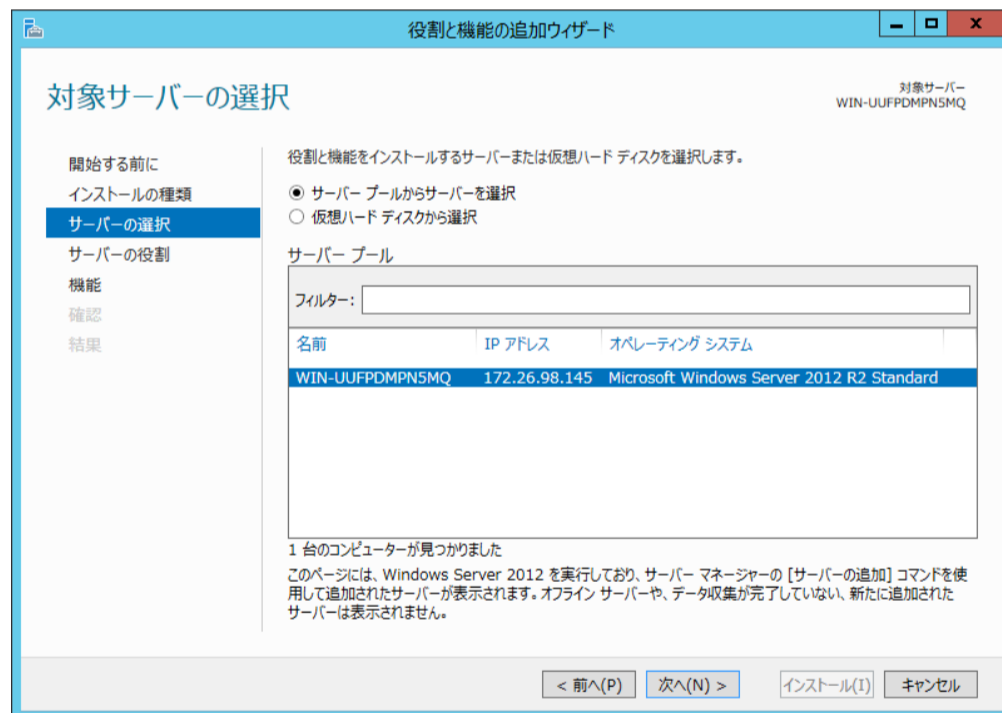 役割と機能の追加ウィザード
対象サーバーの選択
対象サーバー
WIN-UUFPDMPN5MQ
開始する前に
インストールの種類
サーバーの選択
サーバーの役割
機能
確認
結果
役割と機能をインストールするサーバーまたは仮想ハード ディスクを選択します。
サーバー プールからサーバーを選択
仮想ハード ディスクから選択
サーバー プール
フィルター:
名前 IP アドレス オペレーティング システム
WIN-UUFPDMPN5MQ 172.26.98.145 Microsoft Windows Server 2012 R2 Standard
1 台のコンピューターが見つかりました
このページには、Windows Server 2012 を実行しており、サーバー マネージャーの [サーバーの追加] コマンドを使
用して追加されたサーバーが表示されます。オフライン サーバーや、データ収集が完了していない、新たに追加された
サーバーは表示されません。
< 前へ(P) 次へ(N) > インストール(I) キャンセル